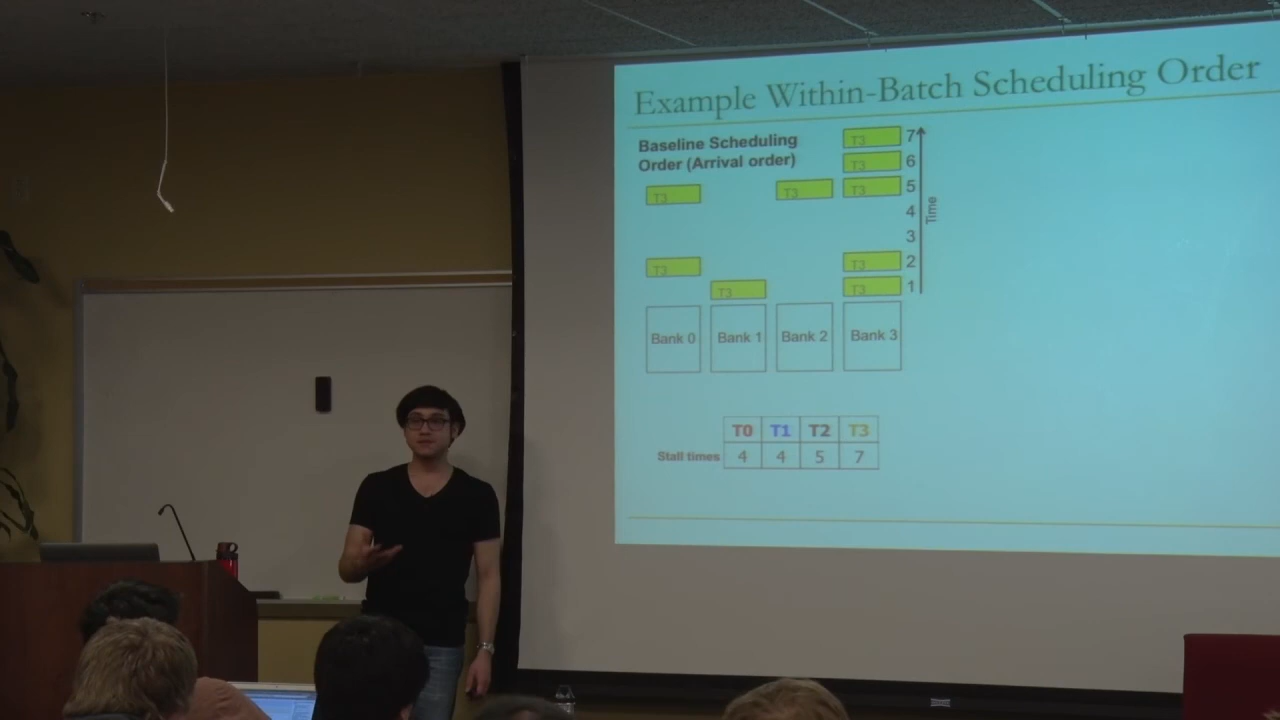 Example Within-Batch Scheduling Order
Baseline Scheduling
Order (Arrival order)
T3 7
T3 6
T3 T3 T3 5
4
3
Time
T3 T3 2
T3 T3 1
Bank 0 Bank 1 Bank 2 Bank 3
T0 T1 T2 T3
Stall times 4 4 5 7